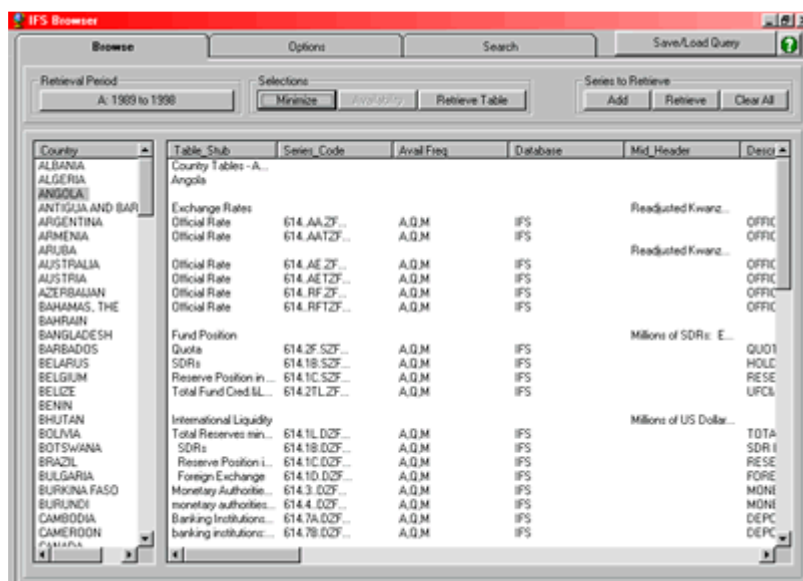 IFS Browser
Browse Options Search Save/Load Query
Retrieval Period Selections Series to Retrieve
A: 1989 to 1998 Minimize Availability Retrieve Table Add Retrieve Clear All
Country Table_Stub Series_Code Avail Freq Database Mid_Header Descr
ALBANIA Country Tables - A...
ALGERIA Angola
ANGOLA
ANTIGUA AND BAR Exchange Rates Readjusted Kwanz...
ARGENTINA Official Rate 614..AA.ZF... A,Q,M IFS OFFIC
ARMENIA Official Rate 614..AATZF... A,Q,M IFS OFFIC
ARUBA Readjusted Kwanz...
AUSTRALIA Official Rate 614..AE.ZF... A,Q,M IFS OFFIC
AUSTRIA Official Rate 614..AETZF... A,Q,M IFS OFFIC
AZERBAIJAN Official Rate 614..RF.ZF... A,Q,M IFS OFFIC
BAHAMAS, THE Official Rate 614..RFTZF... A,Q,M IFS OFFIC
BAHRAIN
BANGLADESH Fund Position Millions of SDRs: E...
BARBADOS Quota 614.2F.SZF... A,Q,M IFS QUOT
BELARUS SDRs 614.1B.SZF... A,Q,M IFS HOLD
BELGIUM Reserve Position in... 614.1C.SZF... A,Q,M IFS RESE
BELIZE Total Fund Cred.&L... 614.2TL.ZF... A,Q,M IFS UFC&
BENIN
BHUTAN International Liquidity Millions of US Dollar...
BOLIVIA Total Reserves min... 614.1L.DZF... A,Q,M IFS TOTA
BOTSWANA SDRs 614.1B.DZF... A,Q,M IFS SDR
BRAZIL Reserve Position i... 614.1C.DZF... A,Q,M IFS RESE
BULGARIA Foreign Exchange 614.1D.DZF... A,Q,M IFS FORE
BURKINA FASO Monetary Authoritie... 614.3..DZF... A,Q,M IFS MONE
BURUNDI monetary authorities... 614.4..DZF... A,Q,M IFS MONE
CAMBODIA Banking Institutions... 614.7A.DZF... A,Q,M IFS DEPC
CAMEROON banking institutions:... 614.7B.DZF... A,Q,M IFS DEPC
CANADA